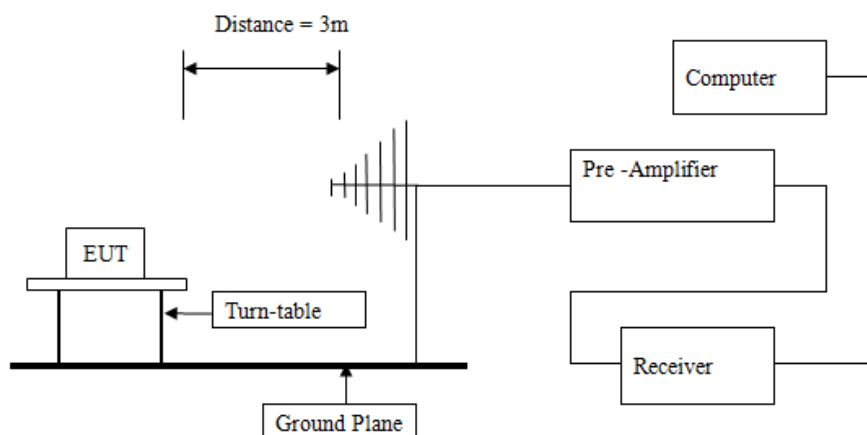 Distance = 3m
Computer
Pre -Amplifier
EUT
Turn-table
Receiver
Ground Plane